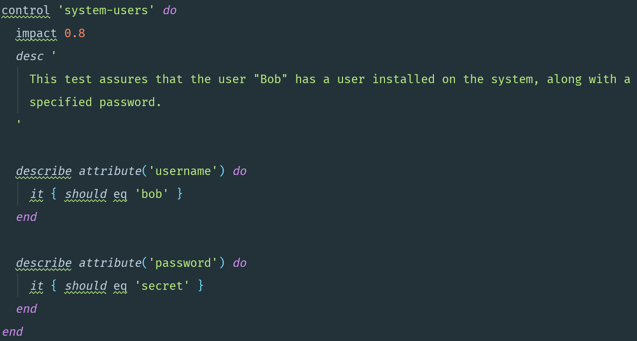 control 'system-users' do
  impact 0.8
  desc '
    This test assures that the user "Bob" has a user installed on the system, along with a
    specified password.
  '

  describe attribute('username') do
    it { should eq 'bob' }
  end

  describe attribute('password') do
    it { should eq 'secret' }
  end
end